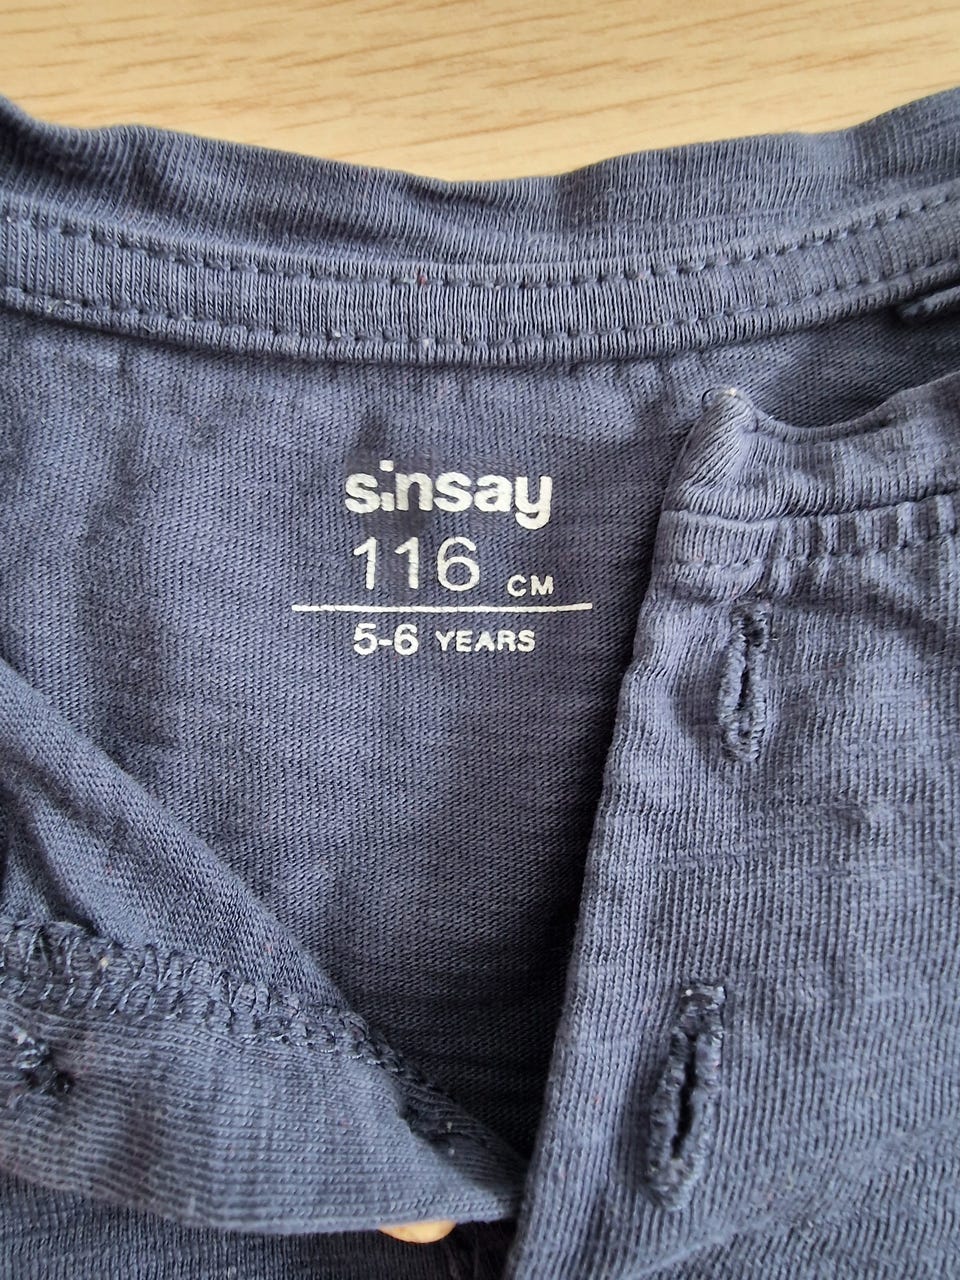 sinsay
116 CM
5-6 YEARS